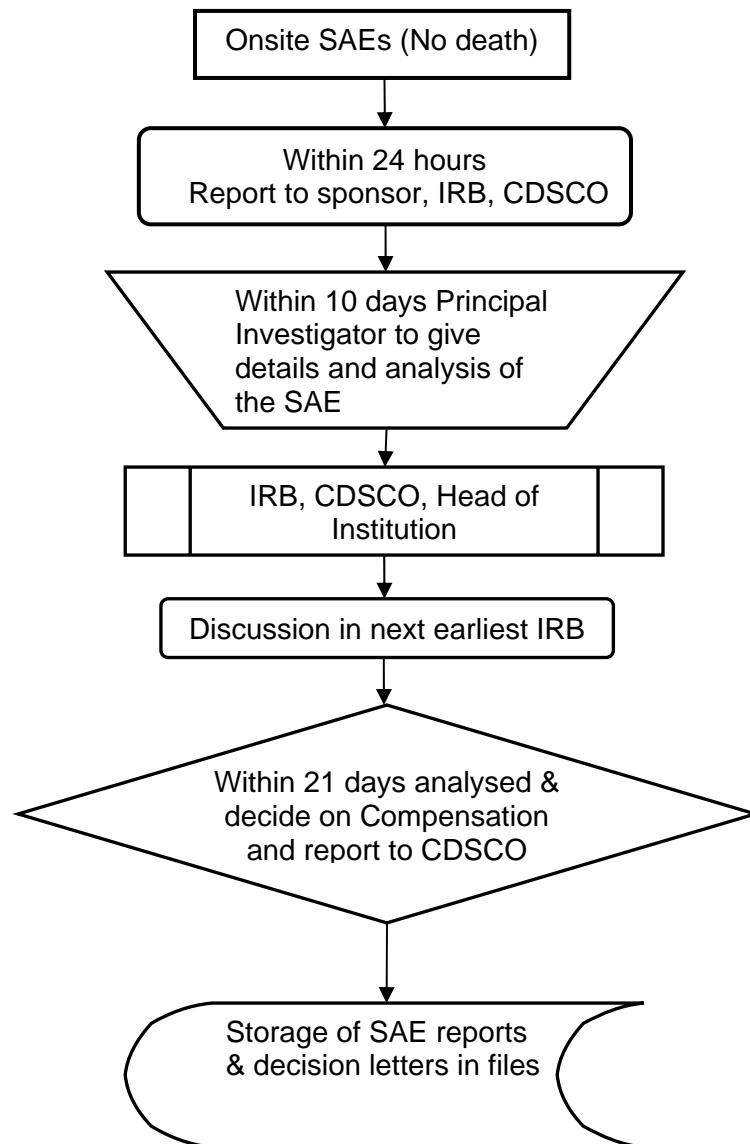 Onsite SAEs (No death)
Within 24 hours
Report to sponsor, IRB, CDSCO
Within 10 days Principal
Investigator to give
details and analysis of
the SAE
IRB, CDSCO, Head of
Institution
Discussion in next earliest IRB
Within 21 days analysed &
decide on Compensation
and report to CDSCO
Storage of SAE reports
& decision letters in files